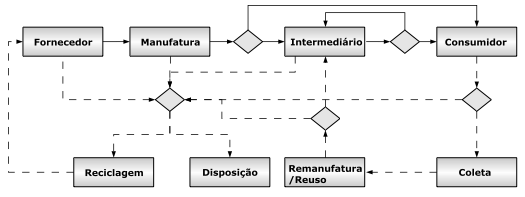 Fornecedor
Manufatura
Intermediário
Consumidor
Reciclagem
Disposição
Remanufatura
/Reuso
Coleta